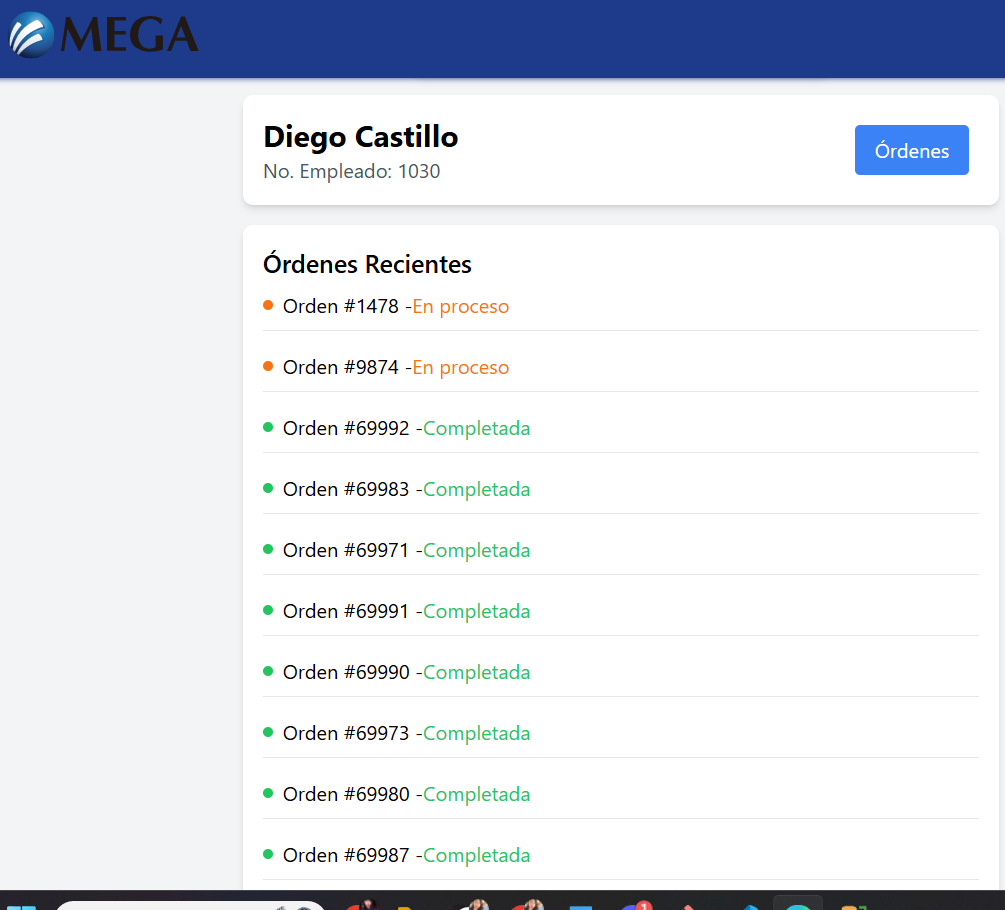 MEGA
Diego Castillo
No. Empleado: 1030
Órdenes
Órdenes Recientes
Orden #1478 -En proceso
Orden #9874 -En proceso
Orden #69992 -Completada
Orden #69983 -Completada
Orden #69971 -Completada
Orden #69991 -Completada
Orden #69990 -Completada
Orden #69973 -Completada
Orden #69980 -Completada
Orden #69987 -Completada
1